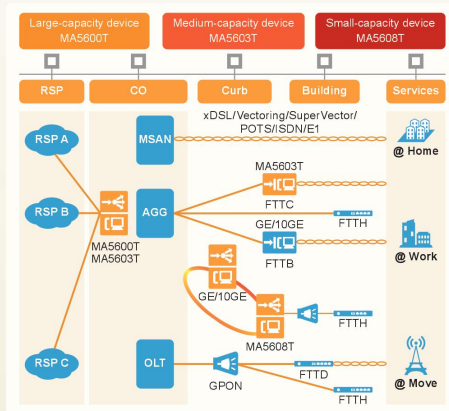 Large-capacity device
MA5600T
Medium-capacity device
MA5603T
Small-capacity device
MA5608T
RSP
CO
Curb
Building
Services
xDSL/Vectoring/SuperVector/
POTS/ISDN/E1
RSP A
MSAN
@ Home
MA5603T
FTTC
RSP B
AGG
FTTH
GE/10GE
FTTB
MA5600T
MA5603T
@ Work
GE/10GE
FTTH
MA5608T
RSP C
OLT
GPON
FTTD
FTTH
@ Move